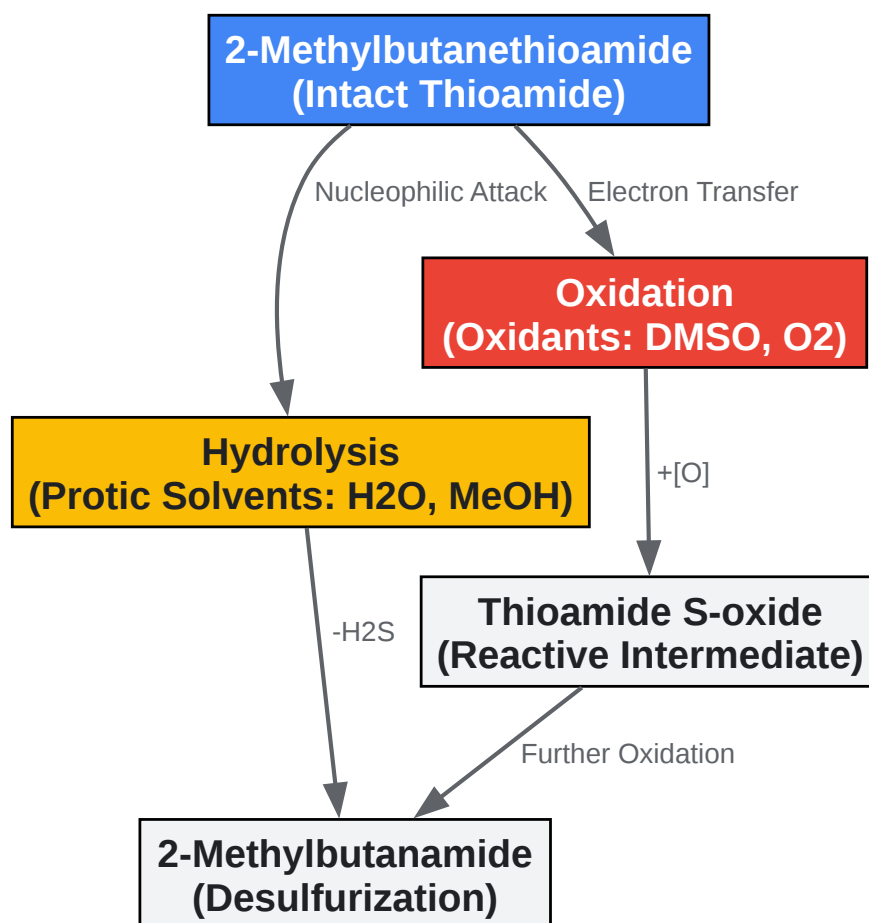 2-Methylbutanethioamide
(Intact Thioamide)
Nucleophilic Attack
Electron Transfer
Oxidation
(Oxidants: DMSO, O2)
Hydrolysis
(Protic Solvents: H2O, MeOH)
+[O]
Thioamide S-oxide
(Reactive Intermediate)
-H2S
Further Oxidation
2-Methylbutanamide
(Desulfurization)